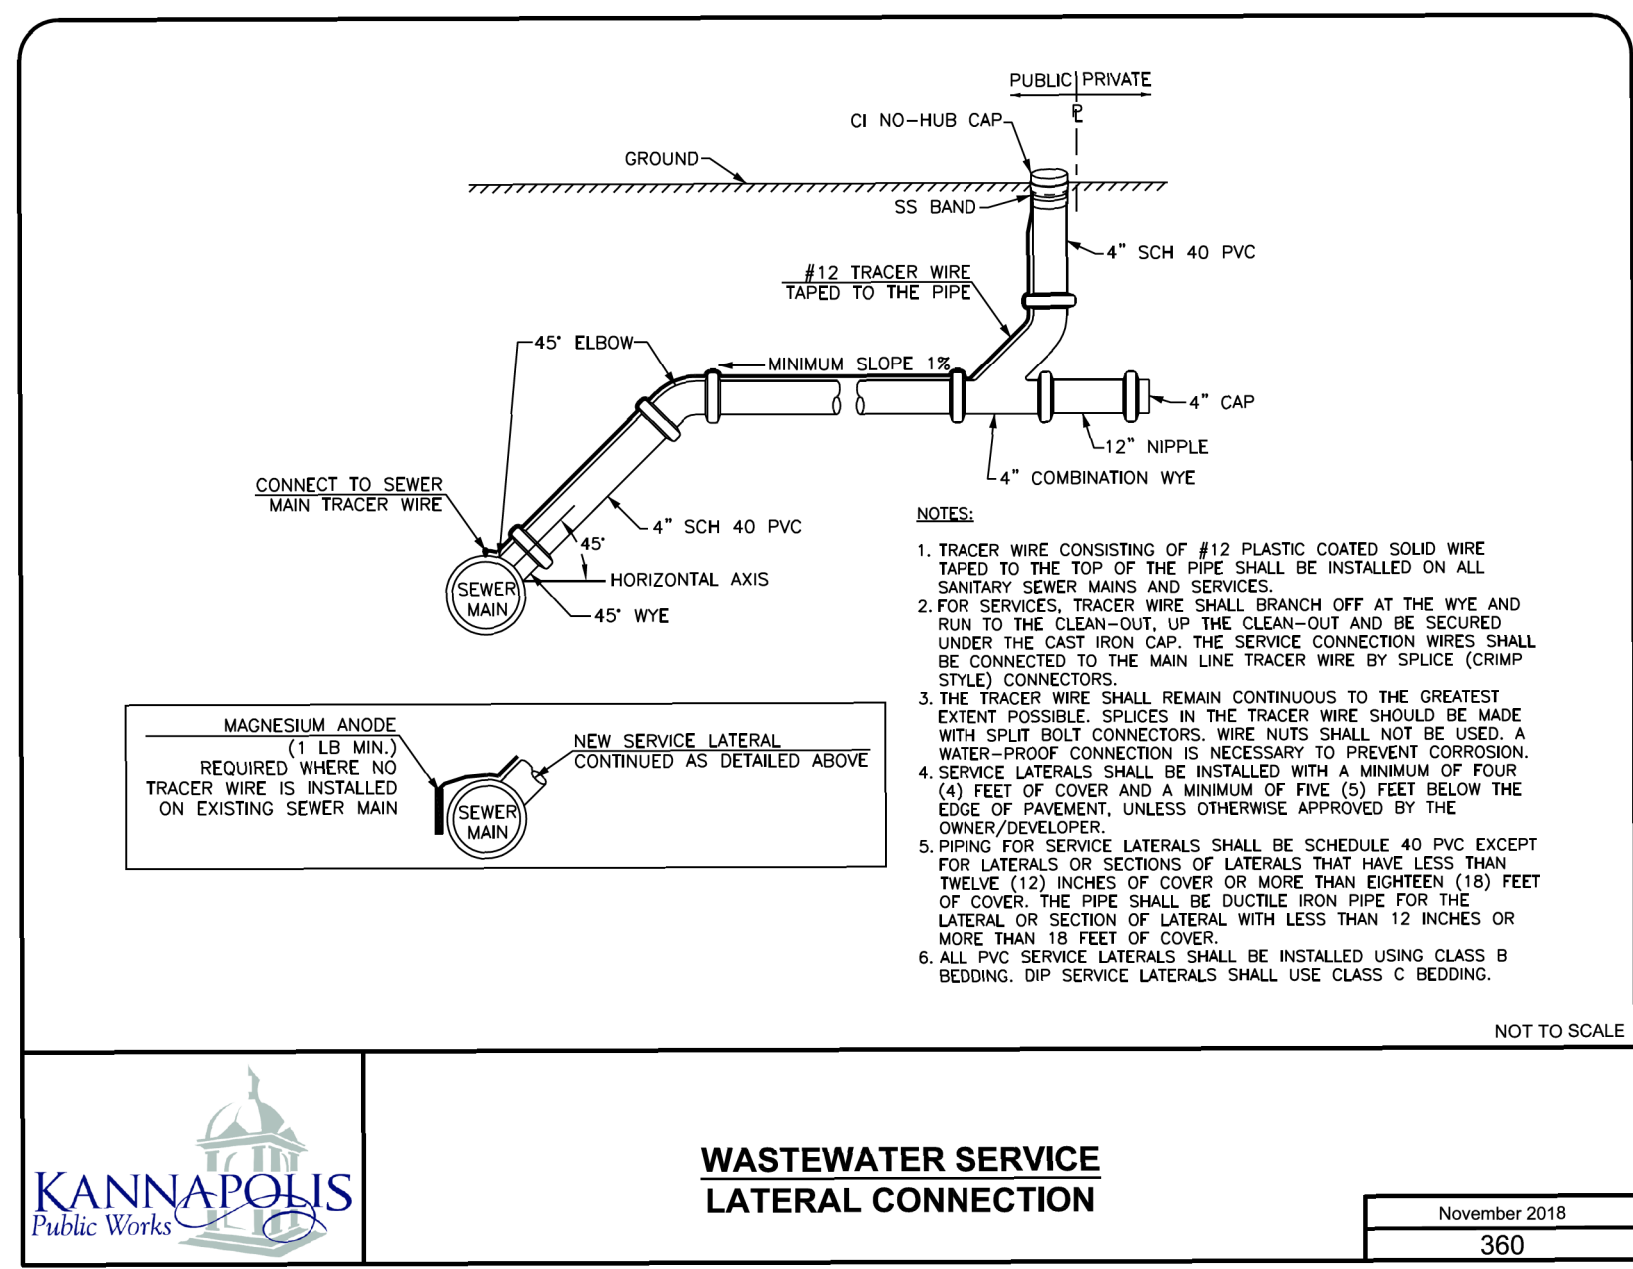 PUBLIC PRIVATE
PL
CI NO-HUB CAP
GROUND
SS BAND
4" SCH 40 PVC
#12 TRACER WIRE
TAPED TO THE PIPE
45° ELBOW
MINIMUM SLOPE 1%
4" CAP
12" NIPPLE
4" COMBINATION WYE
CONNECT TO SEWER
MAIN TRACER WIRE
4" SCH 40 PVC
45°
HORIZONTAL AXIS
SEWER
MAIN
45° WYE
MAGNESIUM ANODE
(1 LB MIN.)
REQUIRED WHERE NO
TRACER WIRE IS INSTALLED
ON EXISTING SEWER MAIN
NEW SERVICE LATERAL
CONTINUED AS DETAILED ABOVE
SEWER
MAIN
NOTES:
1. TRACER WIRE CONSISTING OF #12 PLASTIC COATED SOLID WIRE
TAPED TO THE TOP OF THE PIPE SHALL BE INSTALLED ON ALL
SANITARY SEWER MAINS AND SERVICES.
2. FOR SERVICES, TRACER WIRE SHALL BRANCH OFF AT THE WYE AND
RUN TO THE CLEAN-OUT, UP THE CLEAN-OUT AND BE SECURED
UNDER THE CAST IRON CAP. THE SERVICE CONNECTION WIRES SHALL
BE CONNECTED TO THE MAIN LINE TRACER WIRE BY SPLICE (CRIMP
STYLE) CONNECTORS.
3. THE TRACER WIRE SHALL REMAIN CONTINUOUS TO THE GREATEST
EXTENT POSSIBLE. SPLICES IN THE TRACER WIRE SHOULD BE MADE
WITH SPLIT BOLT CONNECTORS. WIRE NUTS SHALL NOT BE USED. A
WATER-PROOF CONNECTION IS NECESSARY TO PREVENT CORROSION.
4. SERVICE LATERALS SHALL BE INSTALLED WITH A MINIMUM OF FOUR
(4) FEET OF COVER AND A MINIMUM OF FIVE (5) FEET BELOW THE
EDGE OF PAVEMENT, UNLESS OTHERWISE APPROVED BY THE
OWNER/DEVELOPER.
5. PIPING FOR SERVICE LATERALS SHALL BE SCHEDULE 40 PVC EXCEPT
FOR LATERALS OR SECTIONS OF LATERALS THAT HAVE LESS THAN
TWELVE (12) INCHES OF COVER OR MORE THAN EIGHTEEN (18) FEET
OF COVER. THE PIPE SHALL BE DUCTILE IRON PIPE FOR THE
LATERAL OR SECTION OF LATERAL WITH LESS THAN 12 INCHES OR
MORE THAN 18 FEET OF COVER.
6. ALL PVC SERVICE LATERALS SHALL BE INSTALLED USING CLASS B
BEDDING. DIP SERVICE LATERALS SHALL USE CLASS C BEDDING.
NOT TO SCALE
KANNAPOLIS
Public Works
WASTEWATER SERVICE
LATERAL CONNECTION
November 2018
360